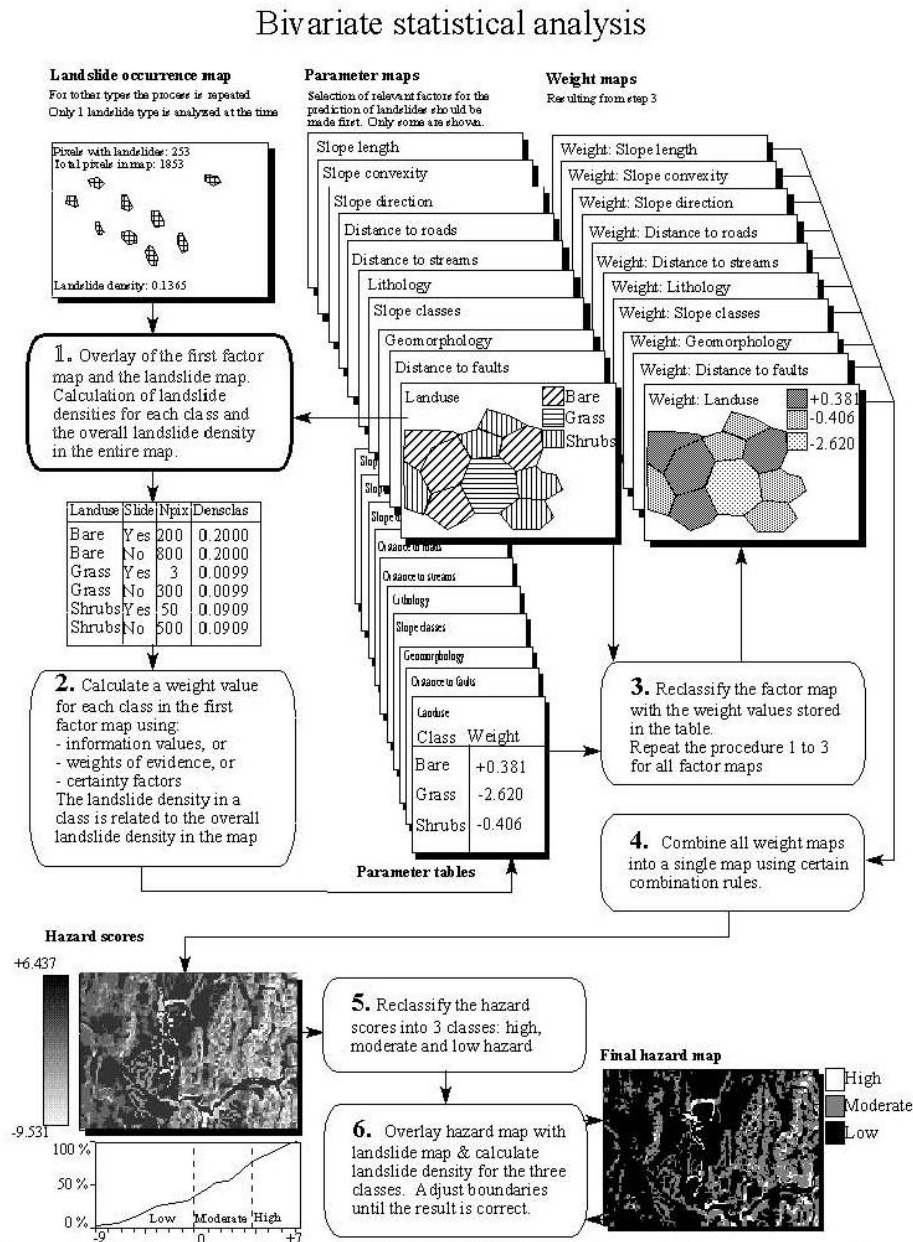 Bivariate statistical analysis
Landslide occurrence map
For tother types the process is repeated
Only 1 landslide type is analyzed at the time
Parameter maps
Selection of relevant factors for the
prediction of landslides should be
made first. Only some are shown.
Weight maps
Resulting from step 3
Pixels with landslides: 253
Total pixels in map: 1853
Landslide density: 0.1365
Slope length
Slope convexity
Slope direction
Distance to roads
Distance to streams
Lithology
Slope classes
Geomorphology
Distance to faults
Landuse
Bare
Grass
Shrubs
Weight: Slope length
Weight: Slope convexity
Weight: Slope direction
Weight: Distance to roads
Weight: Distance to streams
Weight: Lithology
Weight: Slope classes
Weight: Geomorphology
Weight: Distance to faults
Weight: Landuse
+0.381
-0.406
-2.620
1. Overlay of the first factor
map and the landslide map.
Calculation of landslide
densities for each class and
the overall landslide density
in the entire map.
Landuse Slide Npix Densclas
Bare Yes 200 0.2000
Bare No 800 0.2000
Grass Yes 3 0.0099
Grass No 300 0.0099
Shrubs Yes 50 0.0909
Shrubs No 500 0.0909
2. Calculate a weight value
for each class in the first
factor map using:
- information values, or
- weights of evidence, or
- certainty factors
The landslide density in a
class is related to the overall
landslide density in the map
Distance to roads
Distance to streams
Lithology
Slope classes
Geomorphology
Distance to faults
Landuse
Class Weight
Bare +0.381
Grass -2.620
Shrubs -0.406
Parameter tables
3. Reclassify the factor map
with the weight values stored
in the table.
Repeat the procedure 1 to 3
for all factor maps
4. Combine all weight maps
into a single map using certain
combination rules.
Hazard scores
+6.437
-9.531
100 %
50 %
0 %
Low Moderate High
-9 0 +7
5. Reclassify the hazard
scores into 3 classes: high,
moderate and low hazard
6. Overlay hazard map with
landslide map & calculate
landslide density for the three
classes. Adjust boundaries
until the result is correct.
Final hazard map
High
Moderate
Low